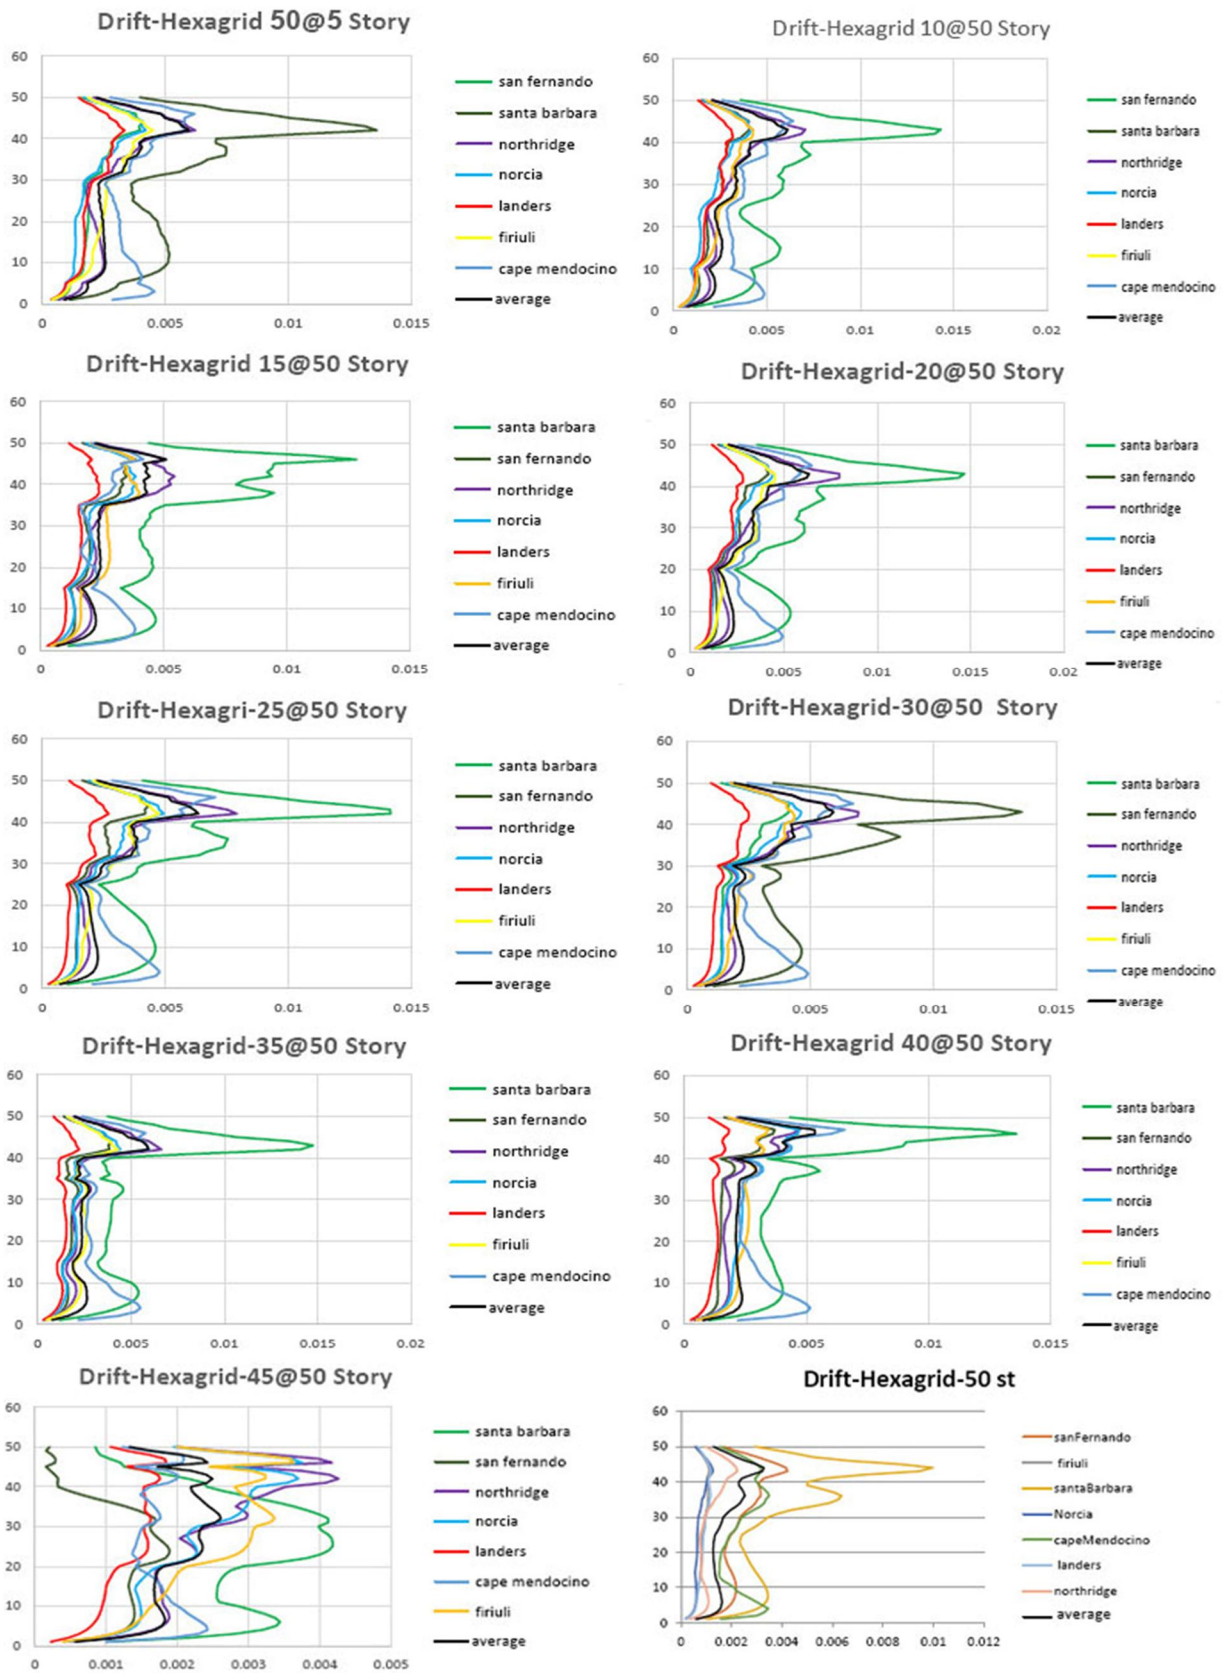 Drift-Hexagrid 50@5 Story
60
50
40
30
20
10
0
0
0.005
0.01
0.015
san fernando
santa barbara
northridge
norcia
landers
firiuli
cape mendocino
average
Drift-Hexagrid 10@50 Story
60
50
40
30
20
10
0
0
0.005
0.01
0.015
0.02
san fernando
santa barbara
northridge
norcia
landers
firiuli
cape mendocino
average
Drift-Hexagrid 15@50 Story
60
50
40
30
20
10
0
0
0.005
0.01
0.015
santa barbara
san fernando
northridge
norcia
landers
firiuli
cape mendocino
average
Drift-Hexagrid-20@50 Story
60
50
40
30
20
10
0
0
0.005
0.01
0.015
0.02
santa barbara
san fernando
northridge
norcia
landers
firiuli
cape mendocino
average
Drift-Hexagri-25@50 Story
60
50
40
30
20
10
0
0
0.005
0.01
0.015
santa barbara
san fernando
northridge
norcia
landers
firiuli
cape mendocino
average
Drift-Hexagrid-30@50 Story
60
50
40
30
20
10
0
0
0.005
0.01
0.015
santa barbara
san fernando
northridge
norcia
landers
firiuli
cape mendocino
average
Drift-Hexagrid-35@50 Story
60
50
40
30
20
10
0
0
0.005
0.01
0.015
0.02
santa barbara
san fernando
northridge
norcia
landers
firiuli
cape mendocino
average
Drift-Hexagrid 40@50 Story
60
50
40
30
20
10
0
0
0.005
0.01
0.015
santa barbara
san fernando
northridge
norcia
landers
firiuli
cape mendocino
average
Drift-Hexagrid-45@50 Story
60
50
40
30
20
10
0
0
0.001
0.002
0.003
0.004
0.005
santa barbara
san fernando
northridge
norcia
landers
cape mendocino
firiuli
average
Drift-Hexagrid-50 st
60
50
40
30
20
10
0
0
0.002
0.004
0.006
0.008
0.01
0.012
sanFernando
firiuli
santaBarbara
Norcia
capeMendocino
landers
northridge
average